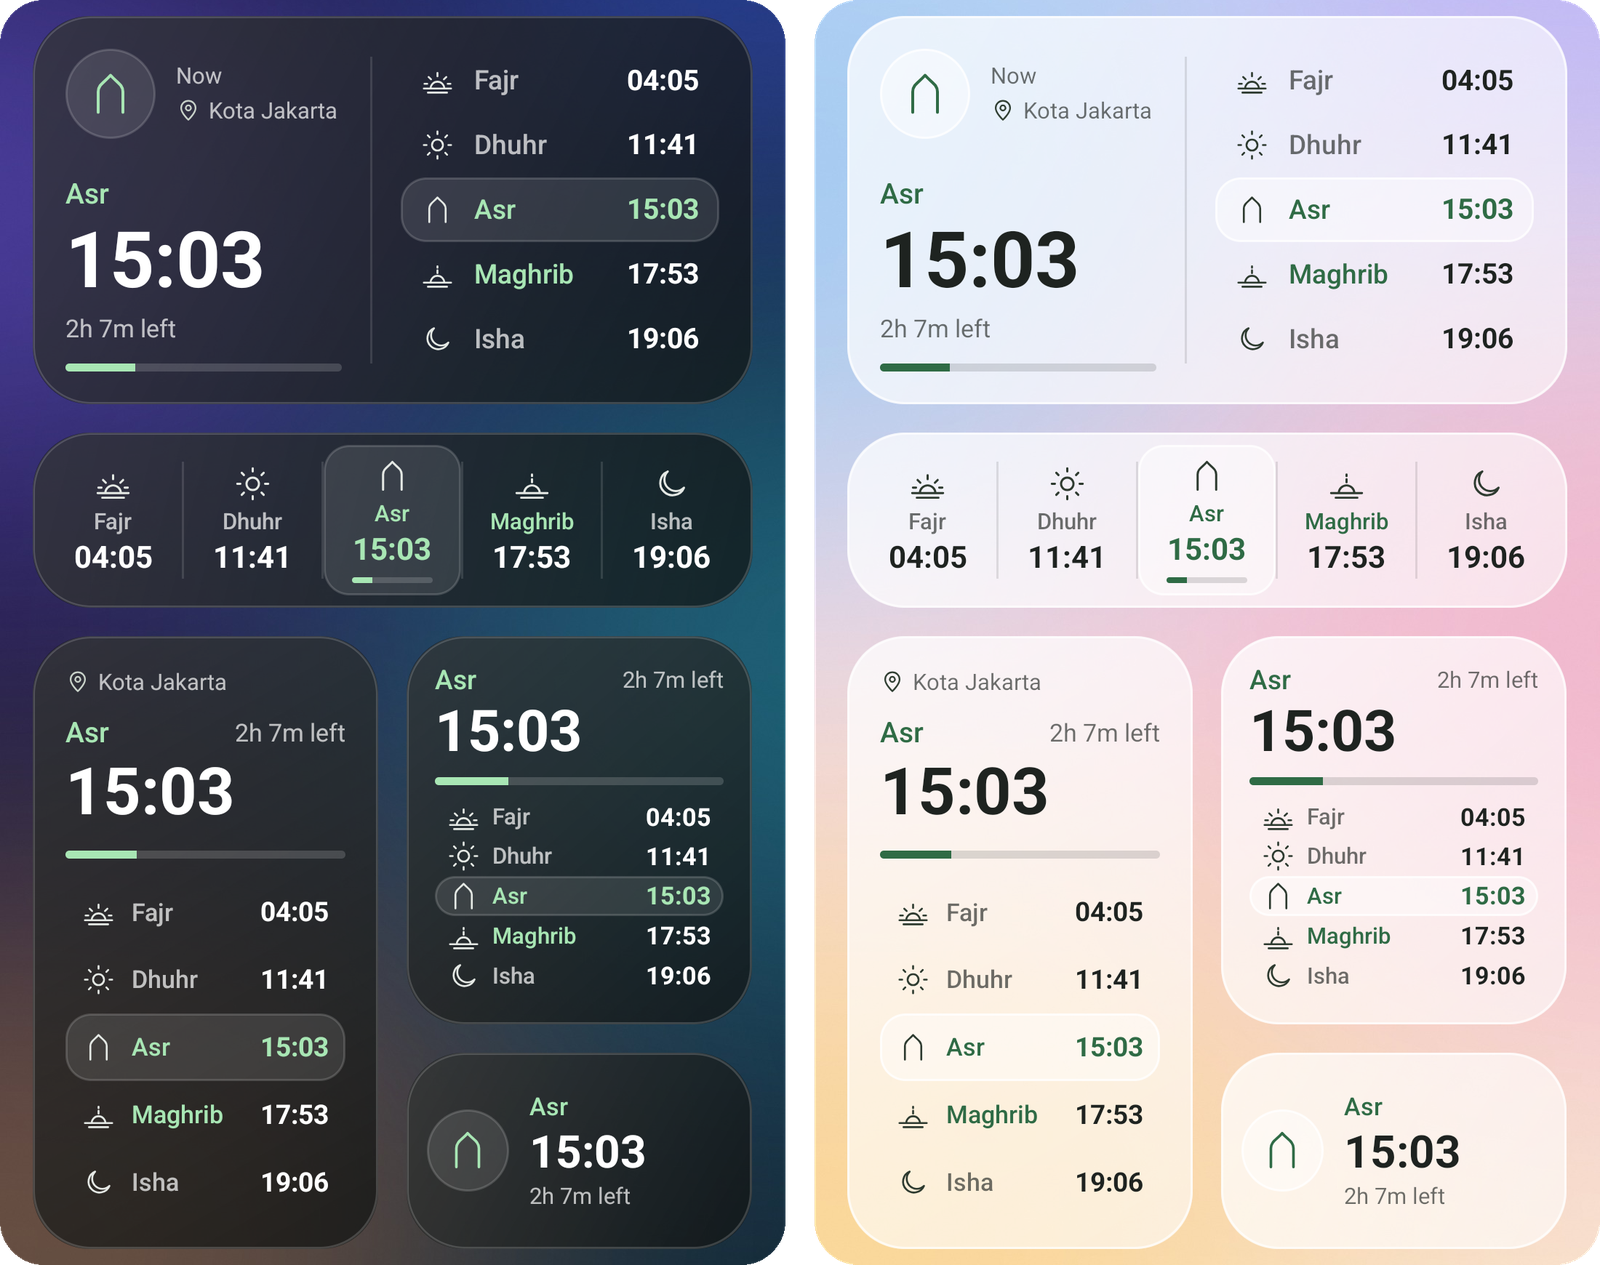 Now
Kota Jakarta
Asr
15:03
2h 7m left
Fajr 04:05
Dhuhr 11:41
Asr 15:03
Maghrib 17:53
Isha 19:06
Fajr
04:05
Dhuhr
11:41
Asr
15:03
Maghrib
17:53
Isha
19:06
Kota Jakarta
Asr 2h 7m left
15:03
Fajr 04:05
Dhuhr 11:41
Asr 15:03
Maghrib 17:53
Isha 19:06
Asr 2h 7m left
15:03
Fajr 04:05
Dhuhr 11:41
Asr 15:03
Maghrib 17:53
Isha 19:06
Asr
15:03
2h 7m left
Now
Kota Jakarta
Asr
15:03
2h 7m left
Fajr 04:05
Dhuhr 11:41
Asr 15:03
Maghrib 17:53
Isha 19:06
Fajr
04:05
Dhuhr
11:41
Asr
15:03
Maghrib
17:53
Isha
19:06
Kota Jakarta
Asr 2h 7m left
15:03
Fajr 04:05
Dhuhr 11:41
Asr 15:03
Maghrib 17:53
Isha 19:06
Asr 2h 7m left
15:03
Fajr 04:05
Dhuhr 11:41
Asr 15:03
Maghrib 17:53
Isha 19:06
Asr
15:03
2h 7m left